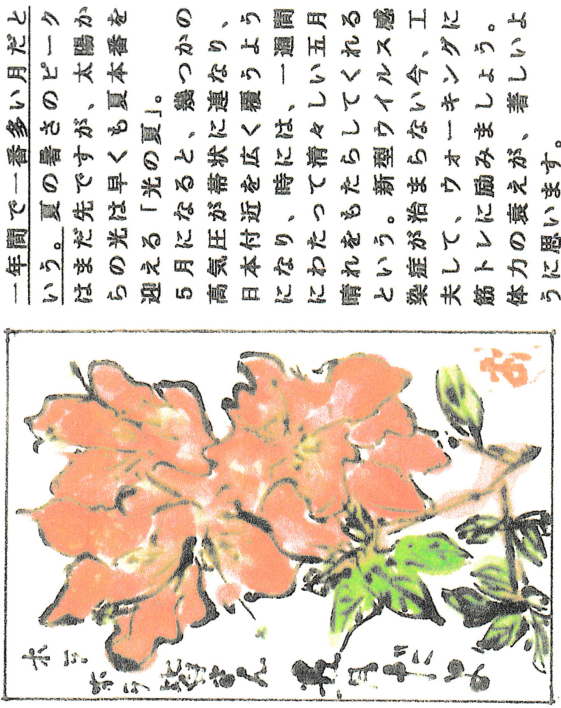 一年間で一番多い月だと
いう。夏の暑さのピーク
はまだ先ですが、太陽か
らの光は早くも夏本番を
迎える「光の夏」。
５月になると、幾つかの
高気圧が帯状に連なり、
日本付近を広く覆うよう
になり、時には、一週間
にわたって清々しい五月
晴れをもたらしてくれる
という。新型ウイルス感
染症が治まらない今、工
夫して、ウォーキングに
筋トレに励みましょう。
体力の衰えが、著しいよ
うに思います。